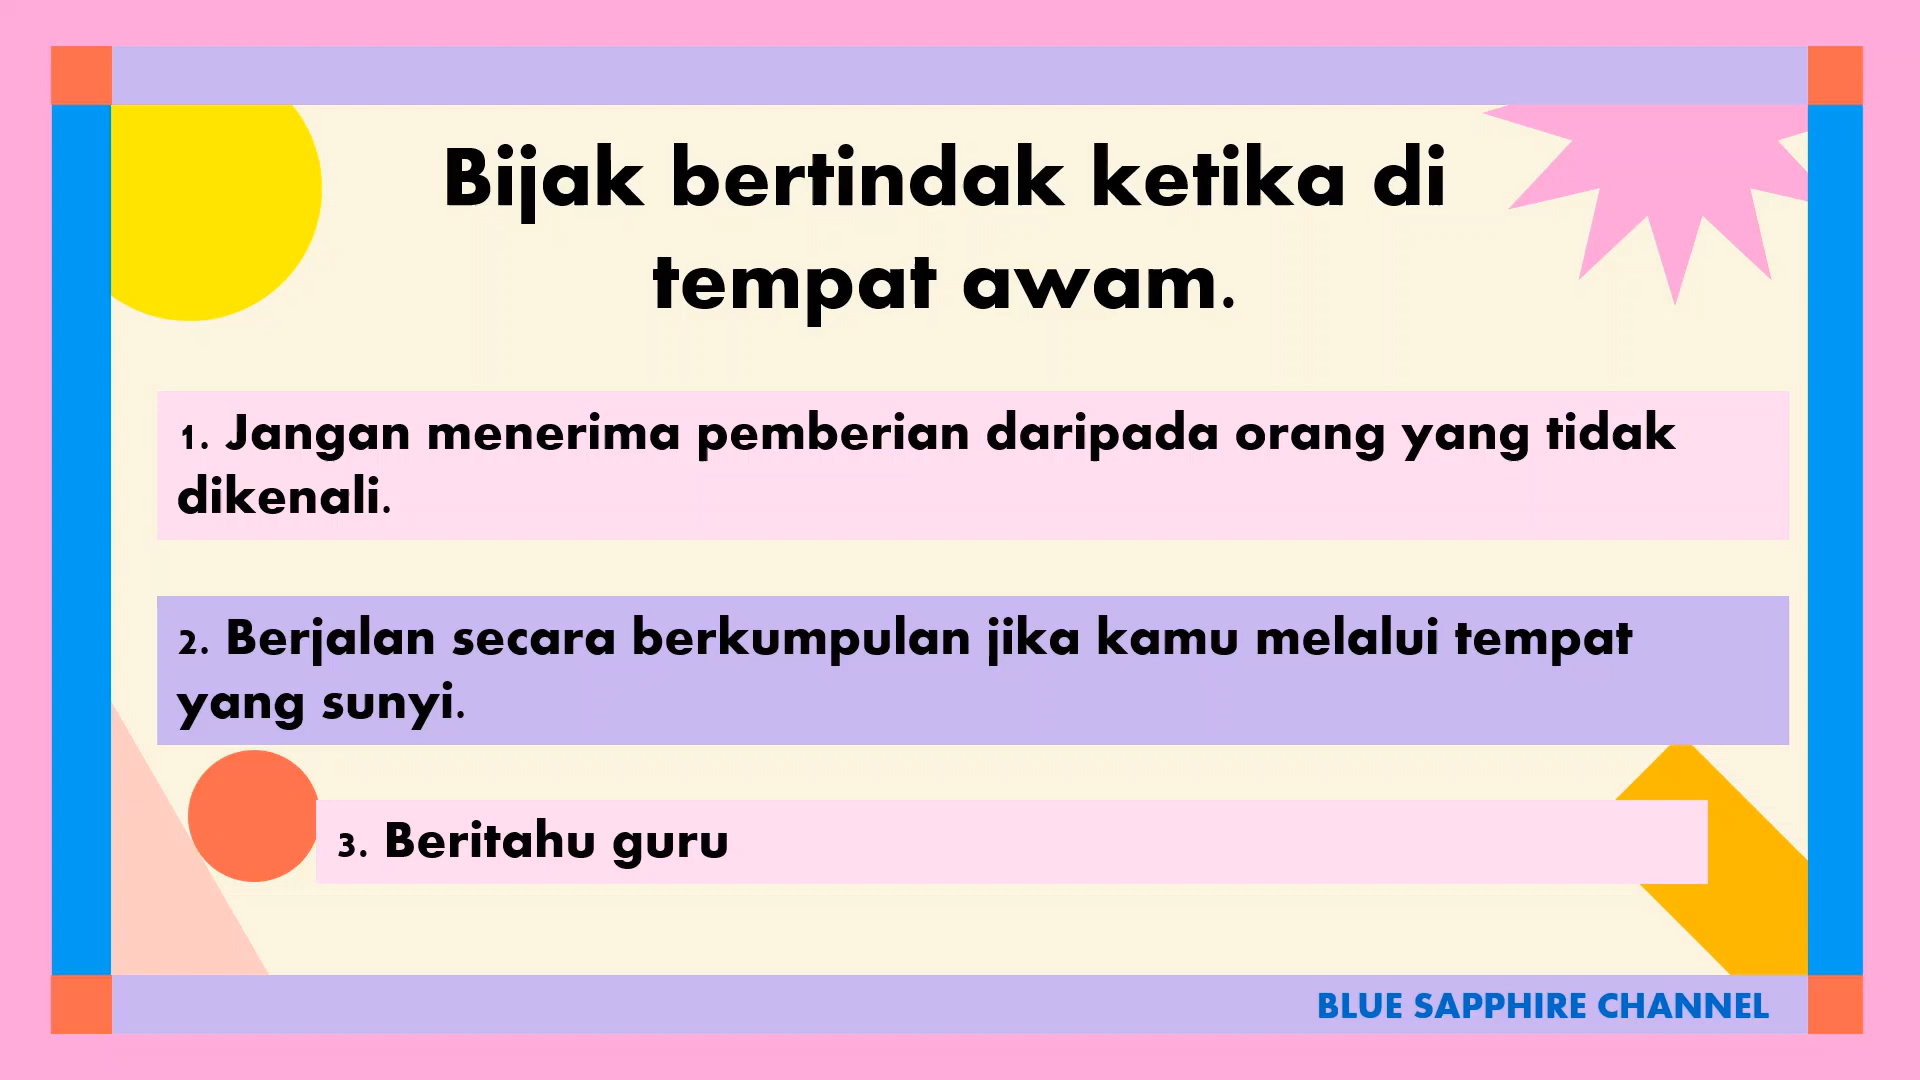 Bijak bertindak ketika di
tempat awam.
1. Jangan menerima pemberian daripada orang yang tidak
dikenali.
2. Berjalan secara berkumpulan jika kamu melalui tempat
yang sunyi.
3. Beritahu guru
BLUE SAPPHIRE CHANNEL